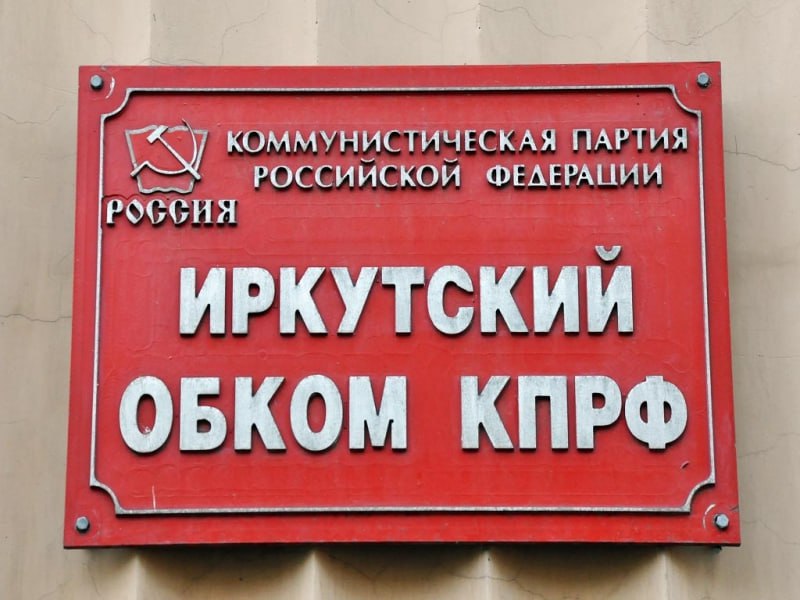 КОММУНИСТИЧЕСКАЯ ПАРТИЯ
РОССИЙСКОЙ ФЕДЕРАЦИИ
РОССИЯ
ИРКУТСКИЙ
ОБКОМ КПРФ